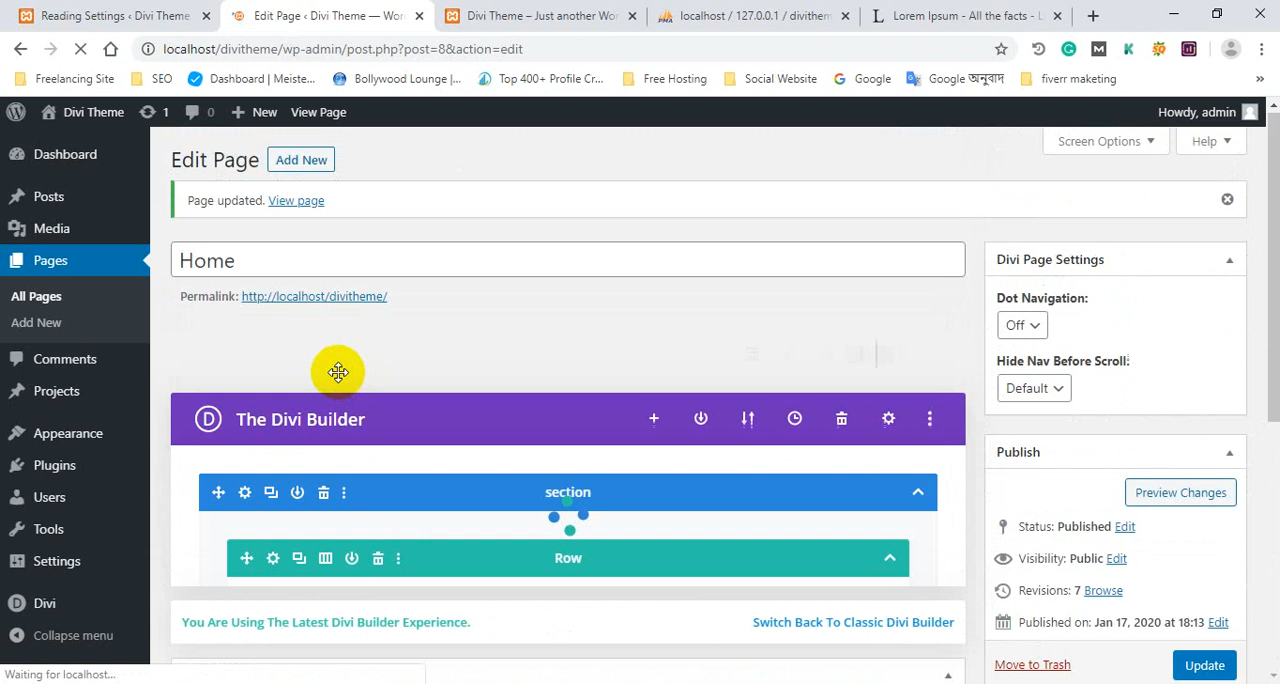 Reading Settings ‹ Divi Theme
Edit Page ‹ Divi Theme — Wor
Divi Theme – Just another Wor
localhost / 127.0.0.1 / divithem
Lorem Ipsum - All the facts - L
localhost/divitheme/wp-admin/post.php?post=8&action=edit
Freelancing Site
SEO
Dashboard | Meiste...
Bollywood Lounge |...
Top 400+ Profile Cr...
Free Hosting
Social Website
Google
Google অনুবাদ
fiverr maketing
»
Divi Theme
1
0
New
View Page
Howdy, admin
Dashboard
Posts
Media
Pages
All Pages
Add New
Comments
Projects
Appearance
Plugins
Users
Tools
Settings
Divi
Collapse menu
Screen Options
Help
Edit Page
Add New
Page updated. View page
Home
Permalink: http://localhost/divitheme/
The Divi Builder
section
Row
You Are Using The Latest Divi Builder Experience.
Switch Back To Classic Divi Builder
Divi Page Settings
Dot Navigation:
Off
Hide Nav Before Scroll:
Default
Publish
Preview Changes
Status: Published Edit
Visibility: Public Edit
Revisions: 7 Browse
Published on: Jan 17, 2020 at 18:13 Edit
Move to Trash
Update
Waiting for localhost...